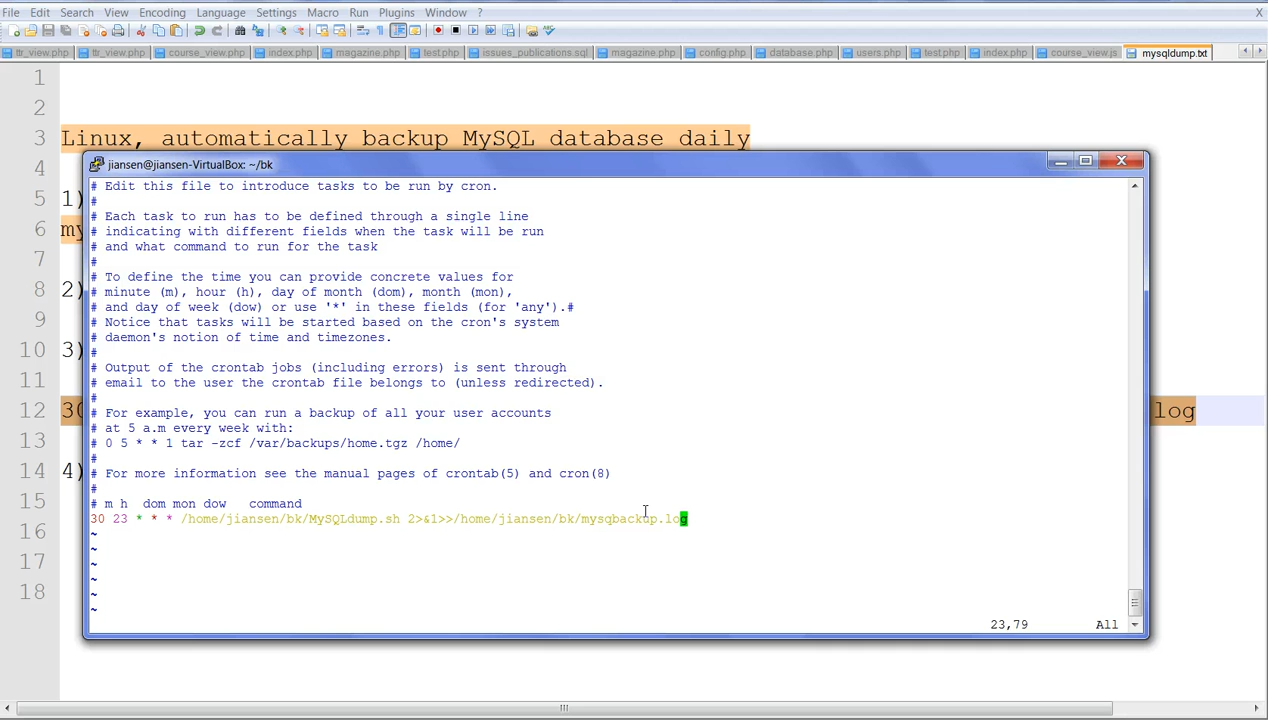 File Edit Search View Encoding Language Settings Macro Run Plugins Window ? X
ttr_view.php ttr_view.php course_view.php index.php magazine.php test.php issues_publications.sql magazine.php config.php database.php users.php test.php index.php course_view.js mysqldump.txt
1
2
3 Linux, automatically backup MySQL database daily
4
5 1)
6 my
7
8 2)
9
10 3)
11
12 30 log
13
14 4)
15
16
17
18
jiansen@jiansen-VirtualBox: ~/bk
# Edit this file to introduce tasks to be run by cron.
#
# Each task to run has to be defined through a single line
# indicating with different fields when the task will be run
# and what command to run for the task
#
# To define the time you can provide concrete values for
# minute (m), hour (h), day of month (dom), month (mon),
# and day of week (dow) or use '*' in these fields (for 'any').#
# Notice that tasks will be started based on the cron's system
# daemon's notion of time and timezones.
#
# Output of the crontab jobs (including errors) is sent through
# email to the user the crontab file belongs to (unless redirected).
#
# For example, you can run a backup of all your user accounts
# at 5 a.m every week with:
# 0 5 * * 1 tar -zcf /var/backups/home.tgz /home/
#
# For more information see the manual pages of crontab(5) and cron(8)
#
# m h  dom mon dow   command
30 23 * * * /home/jiansen/bk/MySQLdump.sh 2>&1>>/home/jiansen/bk/mysqbackup.log
~
~
~
~
~
~
23,79 All